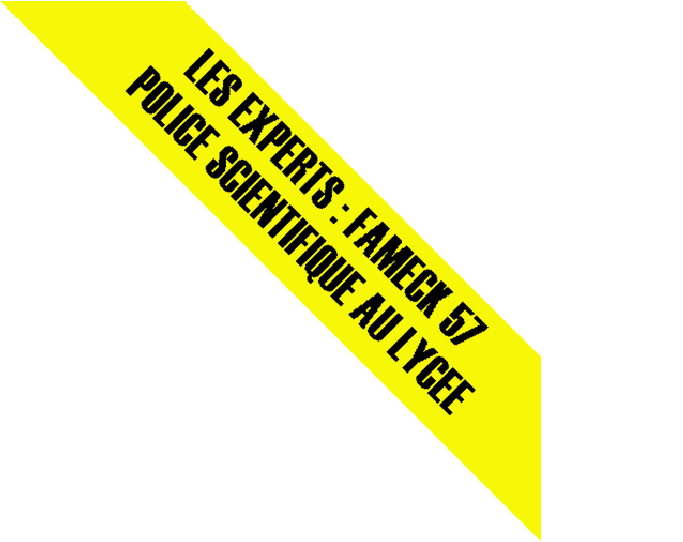 LES EXPERTS : FAMECK 57
POLICE SCIENTIFIQUE AU LYCEE